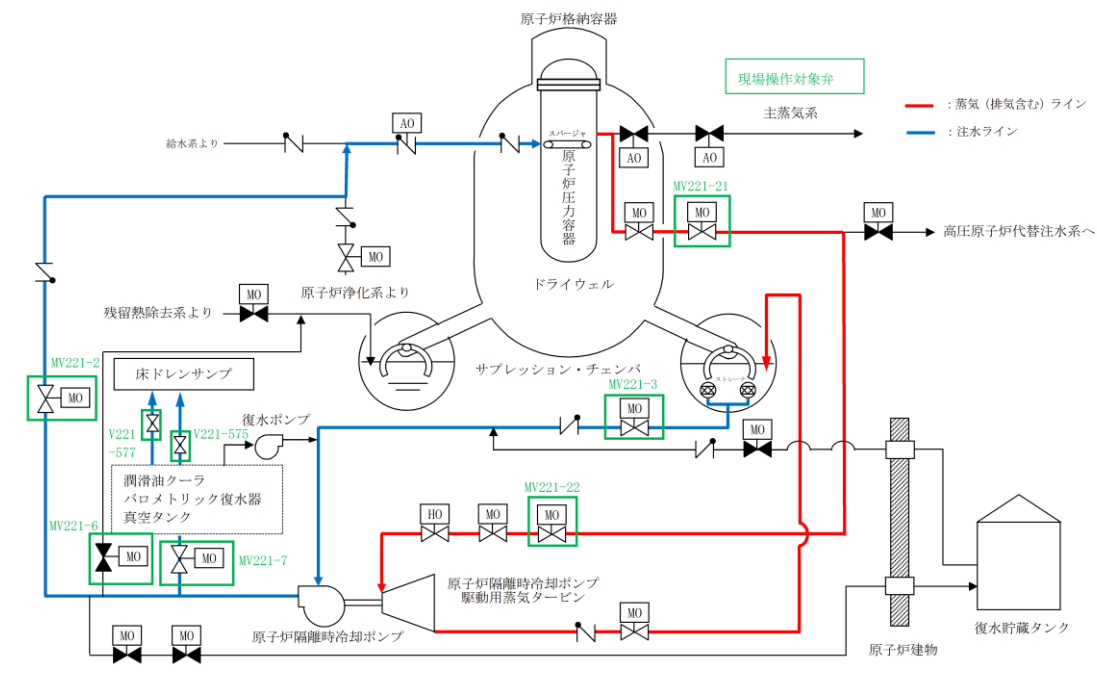 原子炉格納容器
現場操作対象弁
:蒸気(排気含む)ライン
:注水ライン
主蒸気系
AO
給水系より
スパージャ
原子炉圧力容器
AO
AO
MV221-21
MO
MO
MO
高圧原子炉代替注水系へ
MO
原子炉浄化系より
ドライウェル
MO
残留熱除去系より
MV221-2
MO
床ドレンサンプ
サプレッション・チェンバ
ストレーナ
MV221-3
MO
復水ポンプ
V221
-577
V221-575
MO
潤滑油クーラ
バロメトリック復水器
真空タンク
MV221-22
HO
MO
MO
MV221-6
MO
MO
MV221-7
原子炉隔離時冷却ポンプ
駆動用蒸気タービン
MO
原子炉隔離時冷却ポンプ
MO
MO
原子炉建物
復水貯蔵タンク